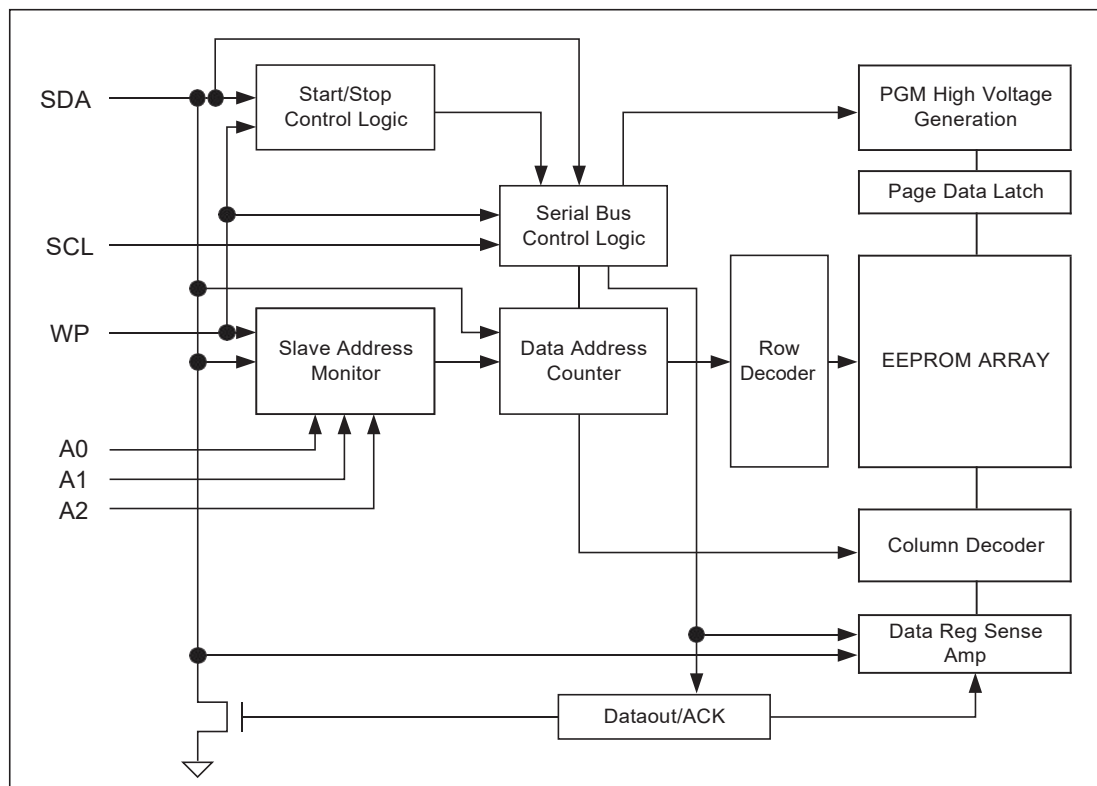 SDA
Start/Stop
Control Logic
PGM High Voltage
Generation
Page Data Latch
Serial Bus
Control Logic
SCL
WP
Slave Address
Monitor
Data Address
Counter
Row
Decoder
EEPROM ARRAY
A0
A1
A2
Column Decoder
Data Reg Sense
Amp
Dataout/ACK